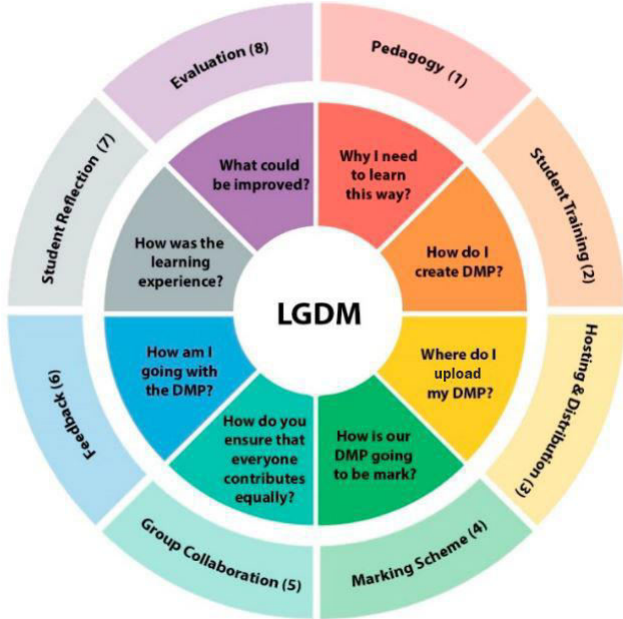 Pedagogy (1)
Student Training (2)
Hosting & Distribution (3)
Marking Scheme (4)
Group Collaboration (5)
Feedback (6)
Student Reflection (7)
Evaluation (8)
Why I need
to learn
this way?
How do I
create DMP?
Where do I
upload
my DMP?
How is our
DMP going
to be mark?
How do you
ensure that
everyone
contributes
equally?
How am I
going with
the DMP?
How was the
learning
experience?
What could
be improved?
LGDM